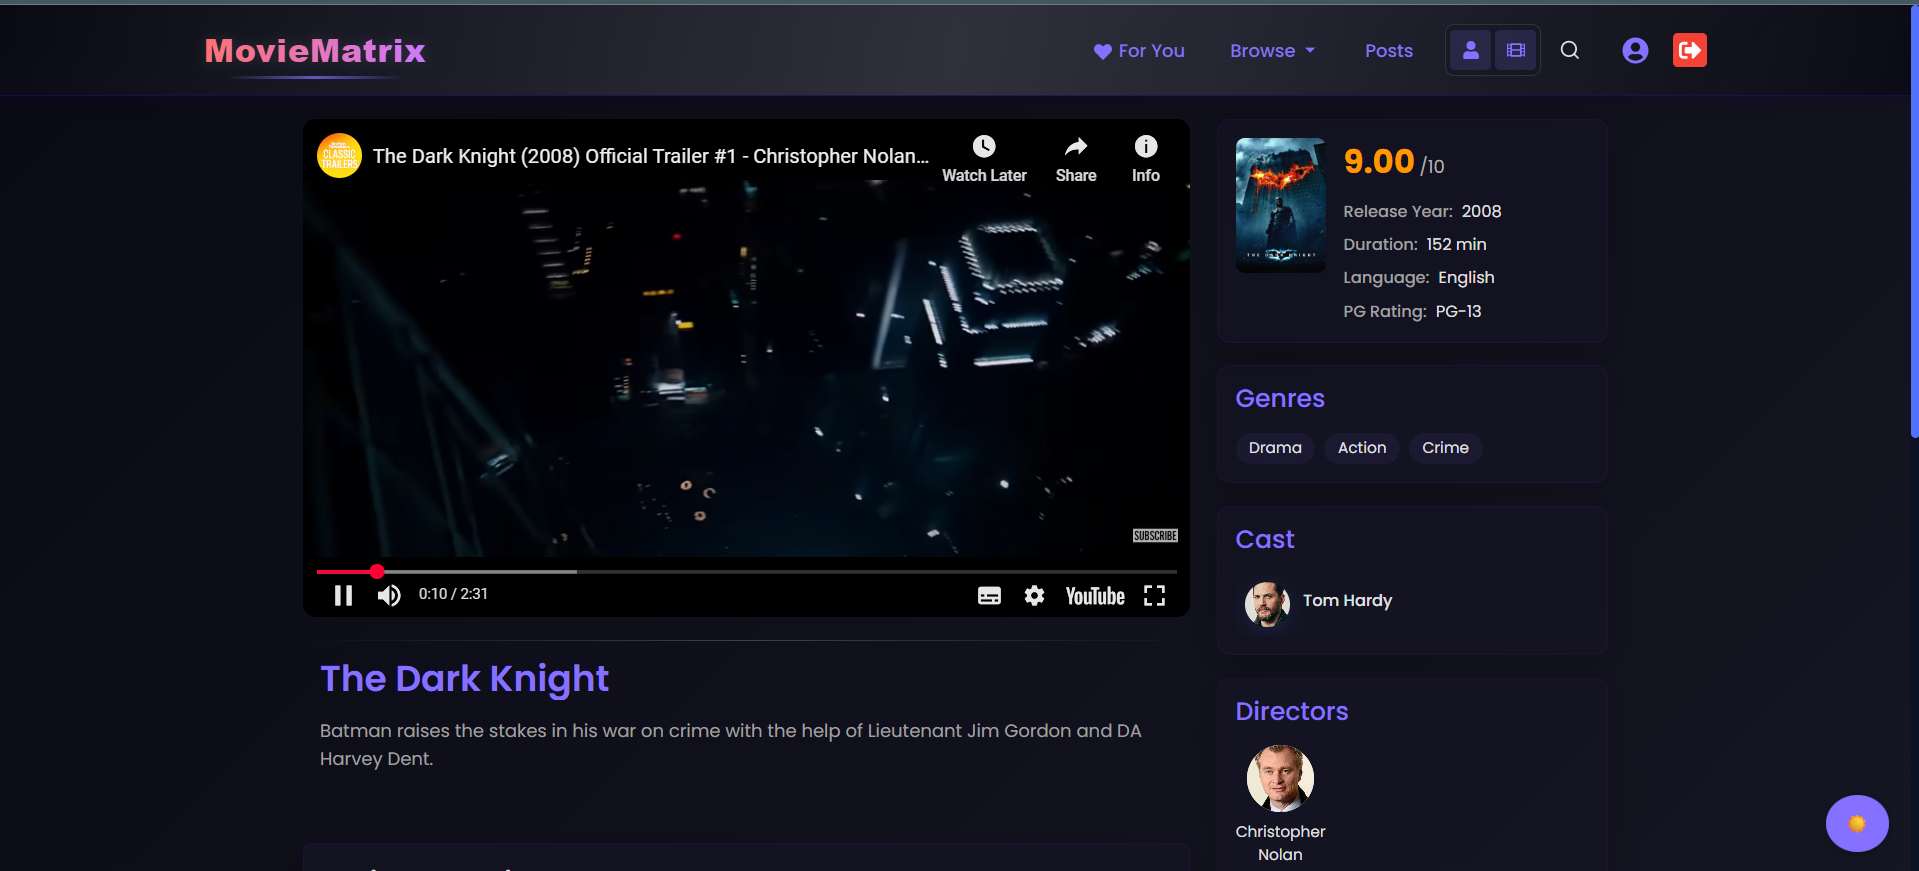 MovieMatrix
For You
Browse
Posts
CLASSIC
TRAILERS
The Dark Knight (2008) Official Trailer #1 - Christopher Nolan...
Watch Later
Share
Info
SUBSCRIBE
0:10 / 2:31
YouTube
The Dark Knight
Batman raises the stakes in his war on crime with the help of Lieutenant Jim Gordon and DA
Harvey Dent.
THE DARK KNIGHT
9.00 /10
Release Year: 2008
Duration: 152 min
Language: English
PG Rating: PG-13
Genres
Drama
Action
Crime
Cast
Tom Hardy
Directors
Christopher
Nolan